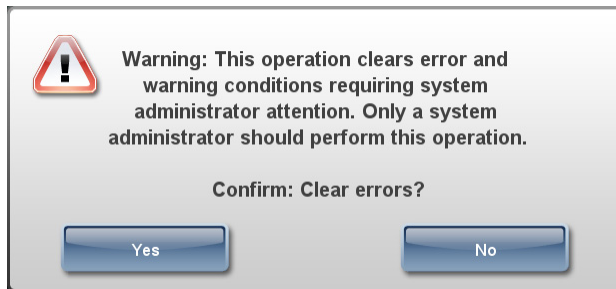 Warning: This operation clears error and
warning conditions requiring system
administrator attention. Only a system
administrator should perform this operation.
Confirm: Clear errors?
Yes
No